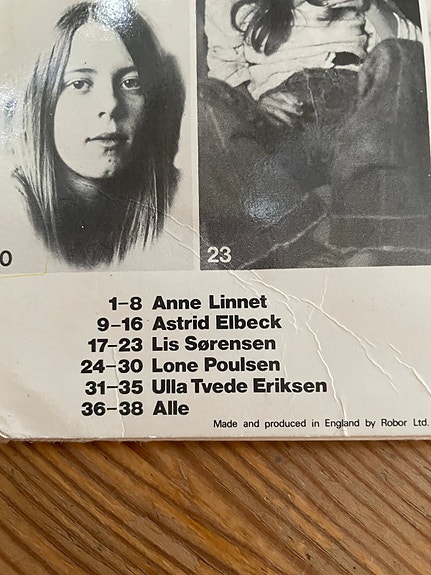 0
23
1–8 Anne Linnet
9–16 Astrid Elbeck
17–23 Lis Sørensen
24–30 Lone Poulsen
31–35 Ulla Tvede Eriksen
36–38 Alle
Made and produced in England by Robor Ltd.